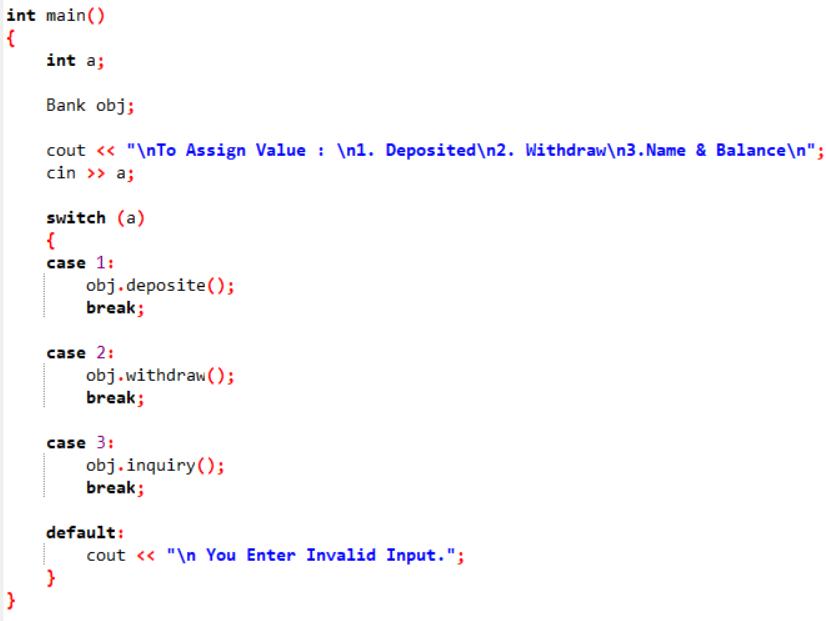 int main()
{
int a;
Bank obj;
cout << "\nTo Assign Value : \n1. Deposited\n2. Withdraw\n3.Name & Balance\n";
cin >> a;
switch (a)
{
case 1:
obj.deposite();
break;
case 2:
obj.withdraw();
break;
case 3:
obj.inquiry();
break;
default:
cout << "\n You Enter Invalid Input.";
}
}